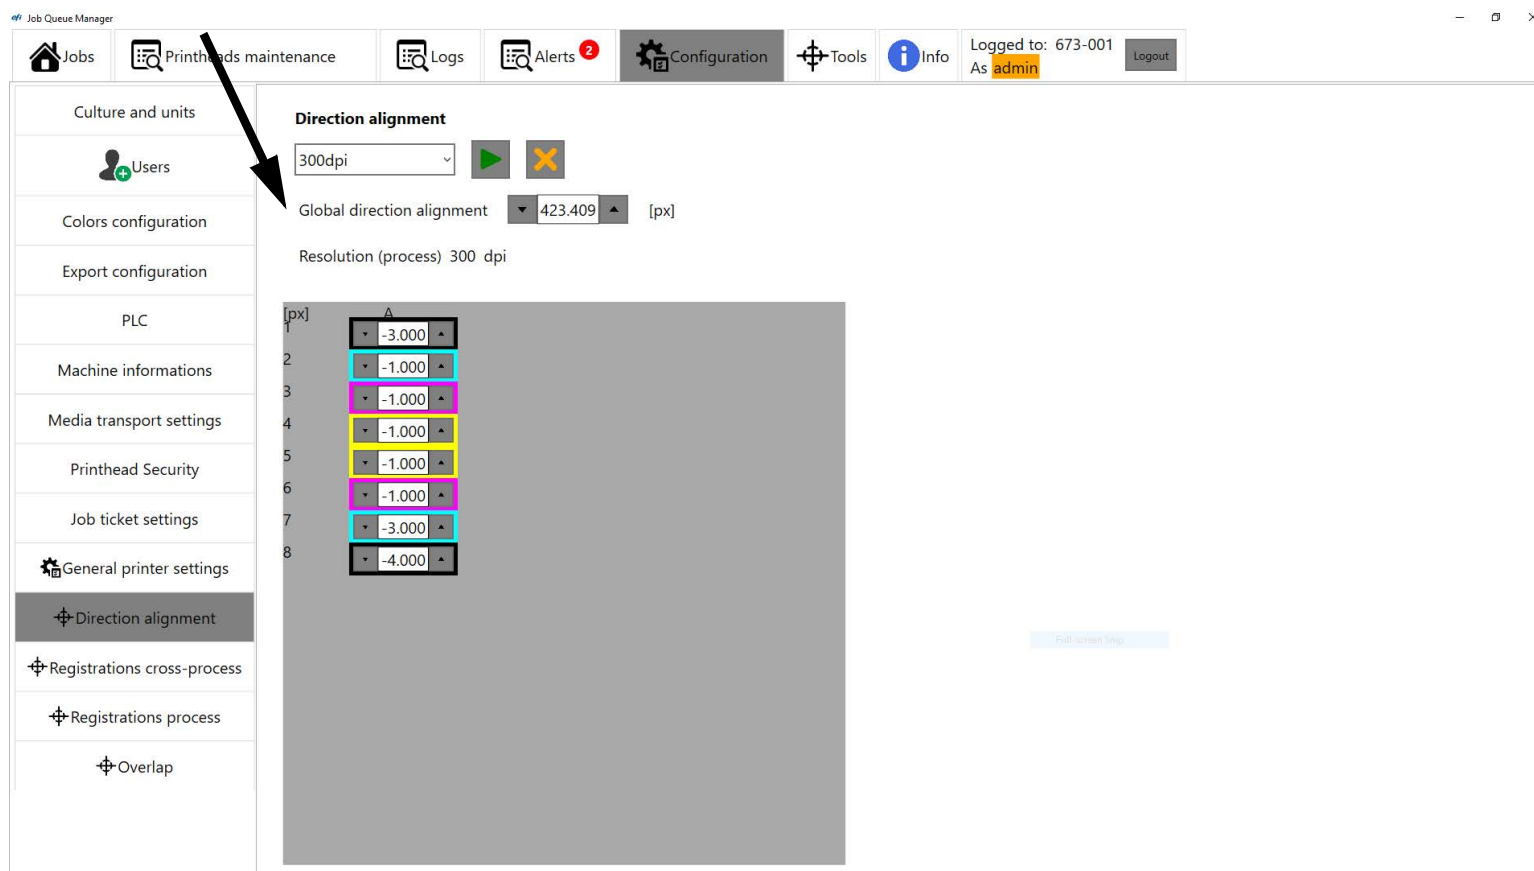 efi Job Queue Manager
Jobs
Printheads maintenance
Logs
Alerts 2
Configuration
Tools
i Info
Logged to: 673-001
As admin
Logout
Culture and units
Users
Colors configuration
Export configuration
PLC
Machine informations
Media transport settings
Printhead Security
Job ticket settings
General printer settings
Direction alignment
Registrations cross-process
Registrations process
Overlap
Direction alignment
300dpi
Global direction alignment 423.409 [px]
Resolution (process) 300 dpi
[px] A
1 -3.000
2 -1.000
3 -1.000
4 -1.000
5 -1.000
6 -1.000
7 -3.000
8 -4.000
Full-screen Snip